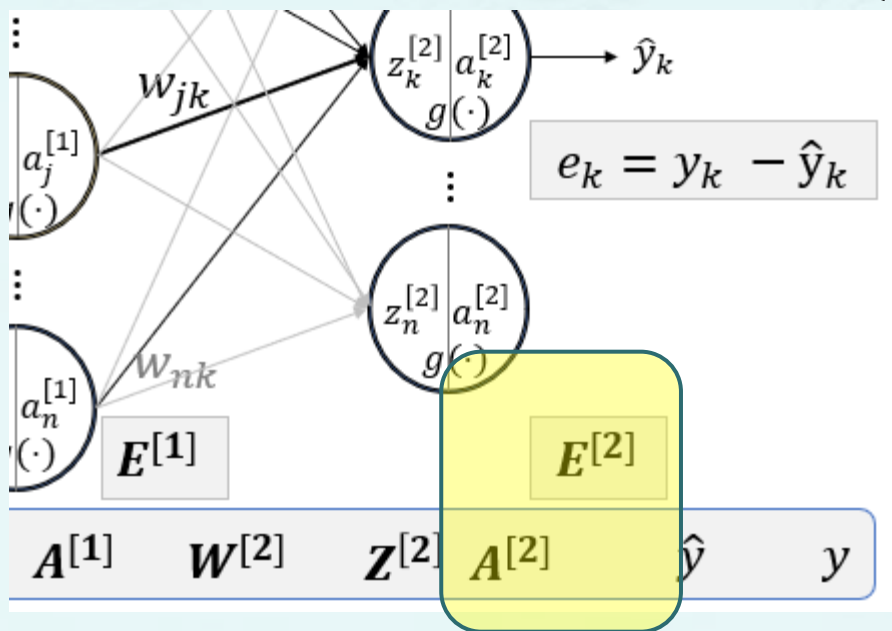 ⋮
w_{jk}
z_k^{[2]} a_k^{[2]}
g(·)
ŷ_k
a_j^{[1]}
(·)
e_k = y_k − ŷ_k
⋮
⋮
z_n^{[2]} a_n^{[2]}
g(·)
w_{nk}
a_n^{[1]}
(·)
E^{[1]}
E^{[2]}
A^{[1]} W^{[2]} Z^{[2]} A^{[2]} ŷ y